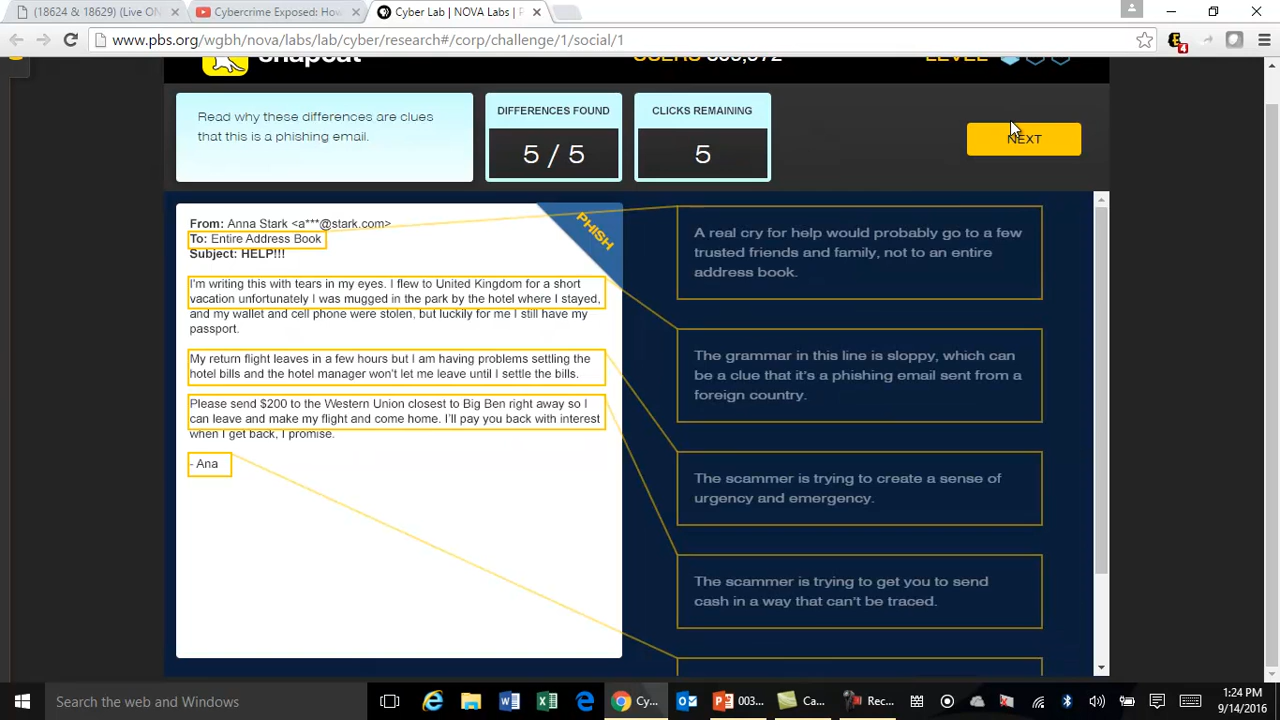 (18624 & 18629) (Live ON
Cybercrime Exposed: How
Cyber Lab | NOVA Labs | P
www.pbs.org/wgbh/nova/labs/lab/cyber/research#/corp/challenge/1/social/1
4
Read why these differences are clues
that this is a phishing email.
DIFFERENCES FOUND
5 / 5
CLICKS REMAINING
5
LEVEL
NEXT
From: Anna Stark <a***@stark.com>
To: Entire Address Book
Subject: HELP!!!
PHISH
I'm writing this with tears in my eyes. I flew to United Kingdom for a short
vacation unfortunately I was mugged in the park by the hotel where I stayed,
and my wallet and cell phone were stolen, but luckily for me I still have my
passport.
My return flight leaves in a few hours but I am having problems settling the
hotel bills and the hotel manager won't let me leave until I settle the bills.
Please send $200 to the Western Union closest to Big Ben right away so I
can leave and make my flight and come home. I'll pay you back with interest
when I get back, I promise.
- Ana
A real cry for help would probably go to a few
trusted friends and family, not to an entire
address book.
The grammar in this line is sloppy, which can
be a clue that it's a phishing email sent from a
foreign country.
The scammer is trying to create a sense of
urgency and emergency.
The scammer is trying to get you to send
cash in a way that can't be traced.
Search the web and Windows
Cy...
003...
Ca...
Rec...
1:24 PM
9/14/2016